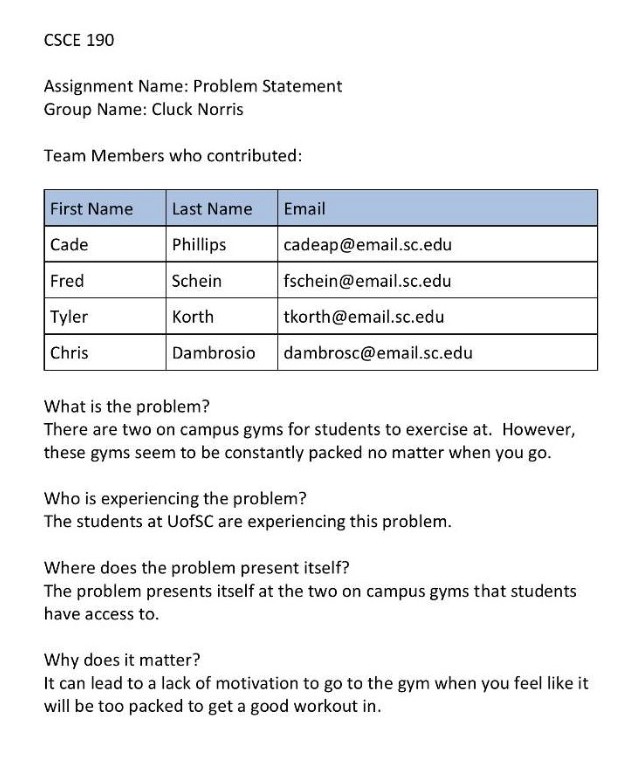 CSCE 190
Assignment Name: Problem Statement
Group Name: Cluck Norris
Team Members who contributed:
First Name Last Name Email
Cade Phillips cadeap@email.sc.edu
Fred Schein fschein@email.sc.edu
Tyler Korth tkorth@email.sc.edu
Chris Dambrosio dambrosc@email.sc.edu
What is the problem?
There are two on campus gyms for students to exercise at.  However,
these gyms seem to be constantly packed no matter when you go.
Who is experiencing the problem?
The students at UofSC are experiencing this problem.
Where does the problem present itself?
The problem presents itself at the two on campus gyms that students
have access to.
Why does it matter?
It can lead to a lack of motivation to go to the gym when you feel like it
will be too packed to get a good workout in.